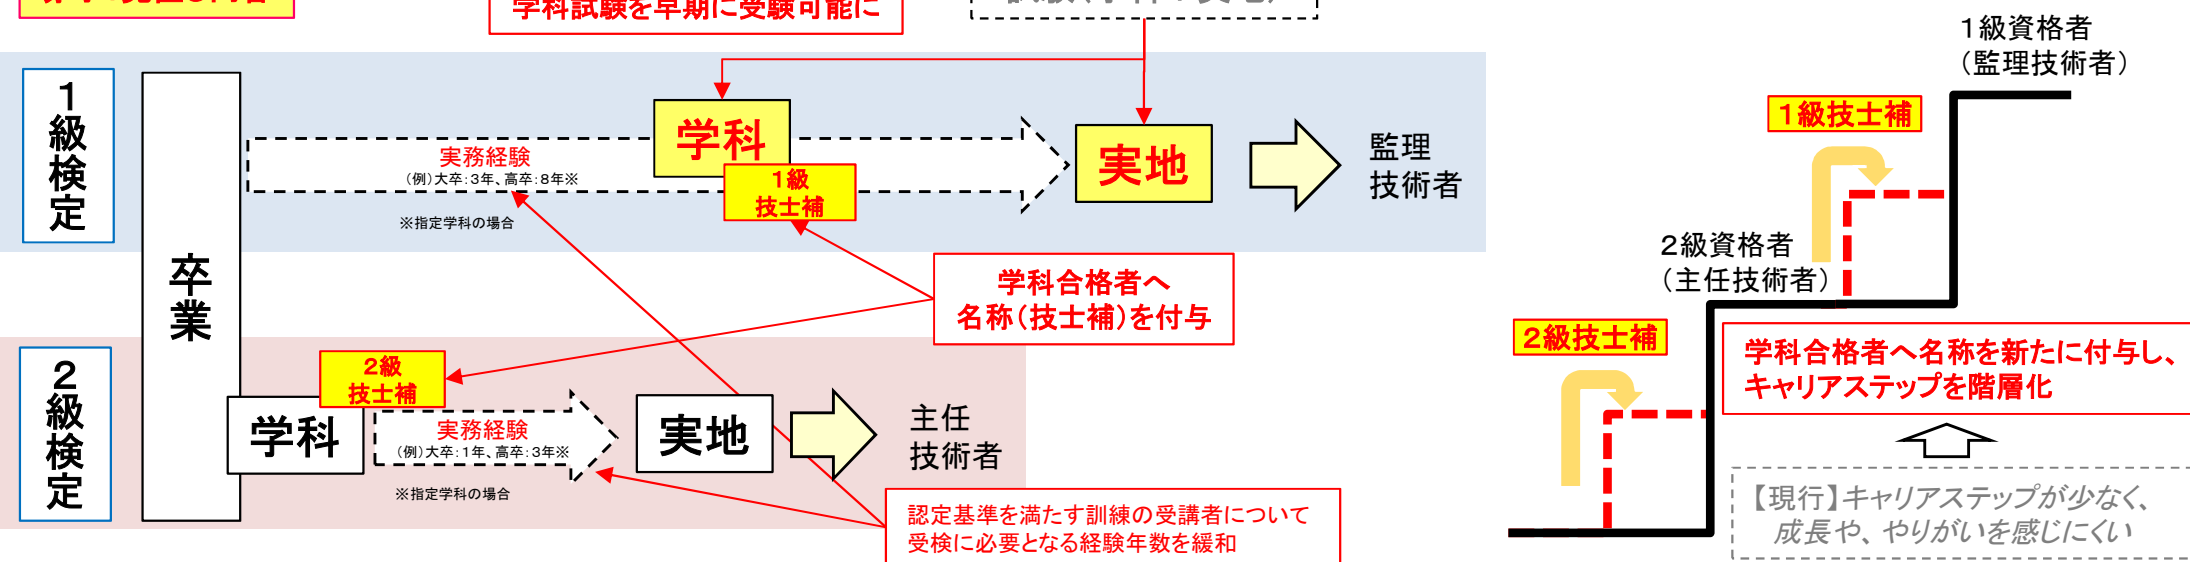 学科試験を早期に受験可能に
1級検定
卒業
実務経験
(例)大卒:3年、高卒:8年※
※指定学科の場合
学科
1級
技士補
実地
監理
技術者
学科合格者へ
名称(技士補)を付与
2級検定
学科
2級
技士補
実務経験
(例)大卒:1年、高卒:3年※
※指定学科の場合
実地
主任
技術者
認定基準を満たす訓練の受講者について
受検に必要となる経験年数を緩和
1級資格者
(監理技術者)
1級技士補
2級資格者
(主任技術者)
2級技士補
学科合格者へ名称を新たに付与し、
キャリアステップを階層化
【現行】キャリアステップが少なく、
成長や、やりがいを感じにくい